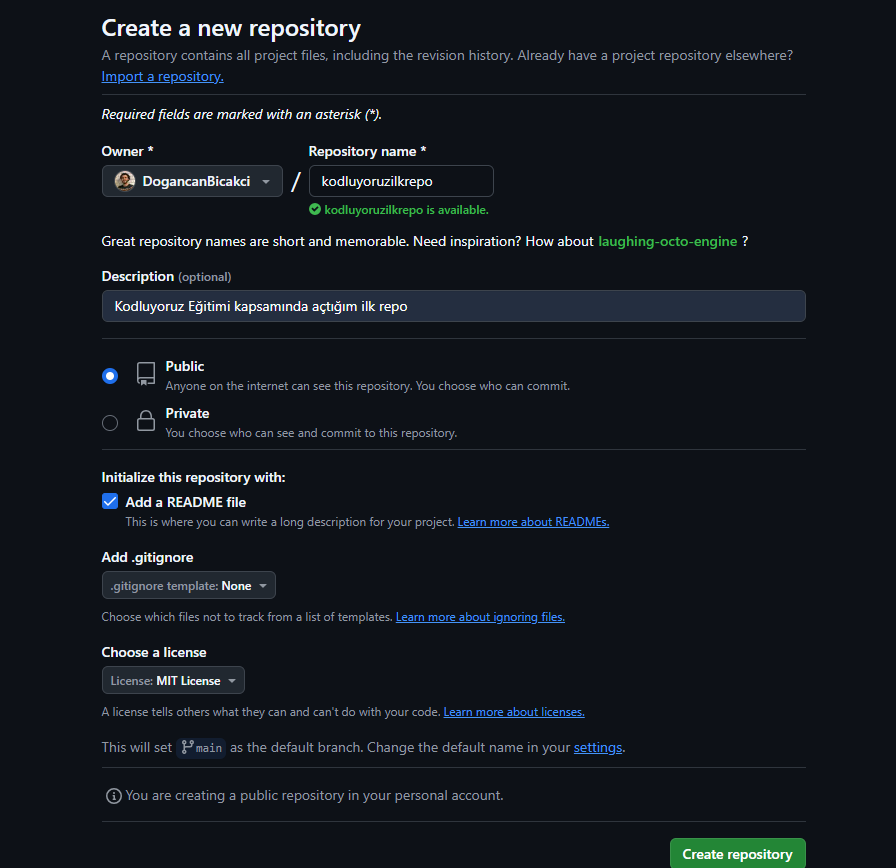 Create a new repository
A repository contains all project files, including the revision history. Already have a project repository elsewhere?
Import a repository.
Required fields are marked with an asterisk (*).
Owner *
Repository name *
DogancanBicakci
/
kodluyoruzilkrepo
kodluyoruzilkrepo is available.
Great repository names are short and memorable. Need inspiration? How about laughing-octo-engine ?
Description (optional)
Kodluyoruz Eğitimi kapsamında açtığım ilk repo
Public
Anyone on the internet can see this repository. You choose who can commit.
Private
You choose who can see and commit to this repository.
Initialize this repository with:
Add a README file
This is where you can write a long description for your project. Learn more about READMEs.
Add .gitignore
.gitignore template: None
Choose which files not to track from a list of templates. Learn more about ignoring files.
Choose a license
License: MIT License
A license tells others what they can and can't do with your code. Learn more about licenses.
This will set main as the default branch. Change the default name in your settings.
You are creating a public repository in your personal account.
Create repository